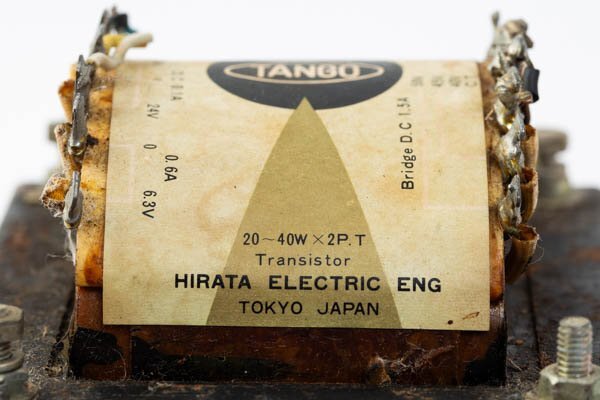 TANGO
24V 0 6.3V
0.6A
Bridge D.C 1.5A
20~40W×2P.T
Transistor
HIRATA ELECTRIC ENG
TOKYO JAPAN